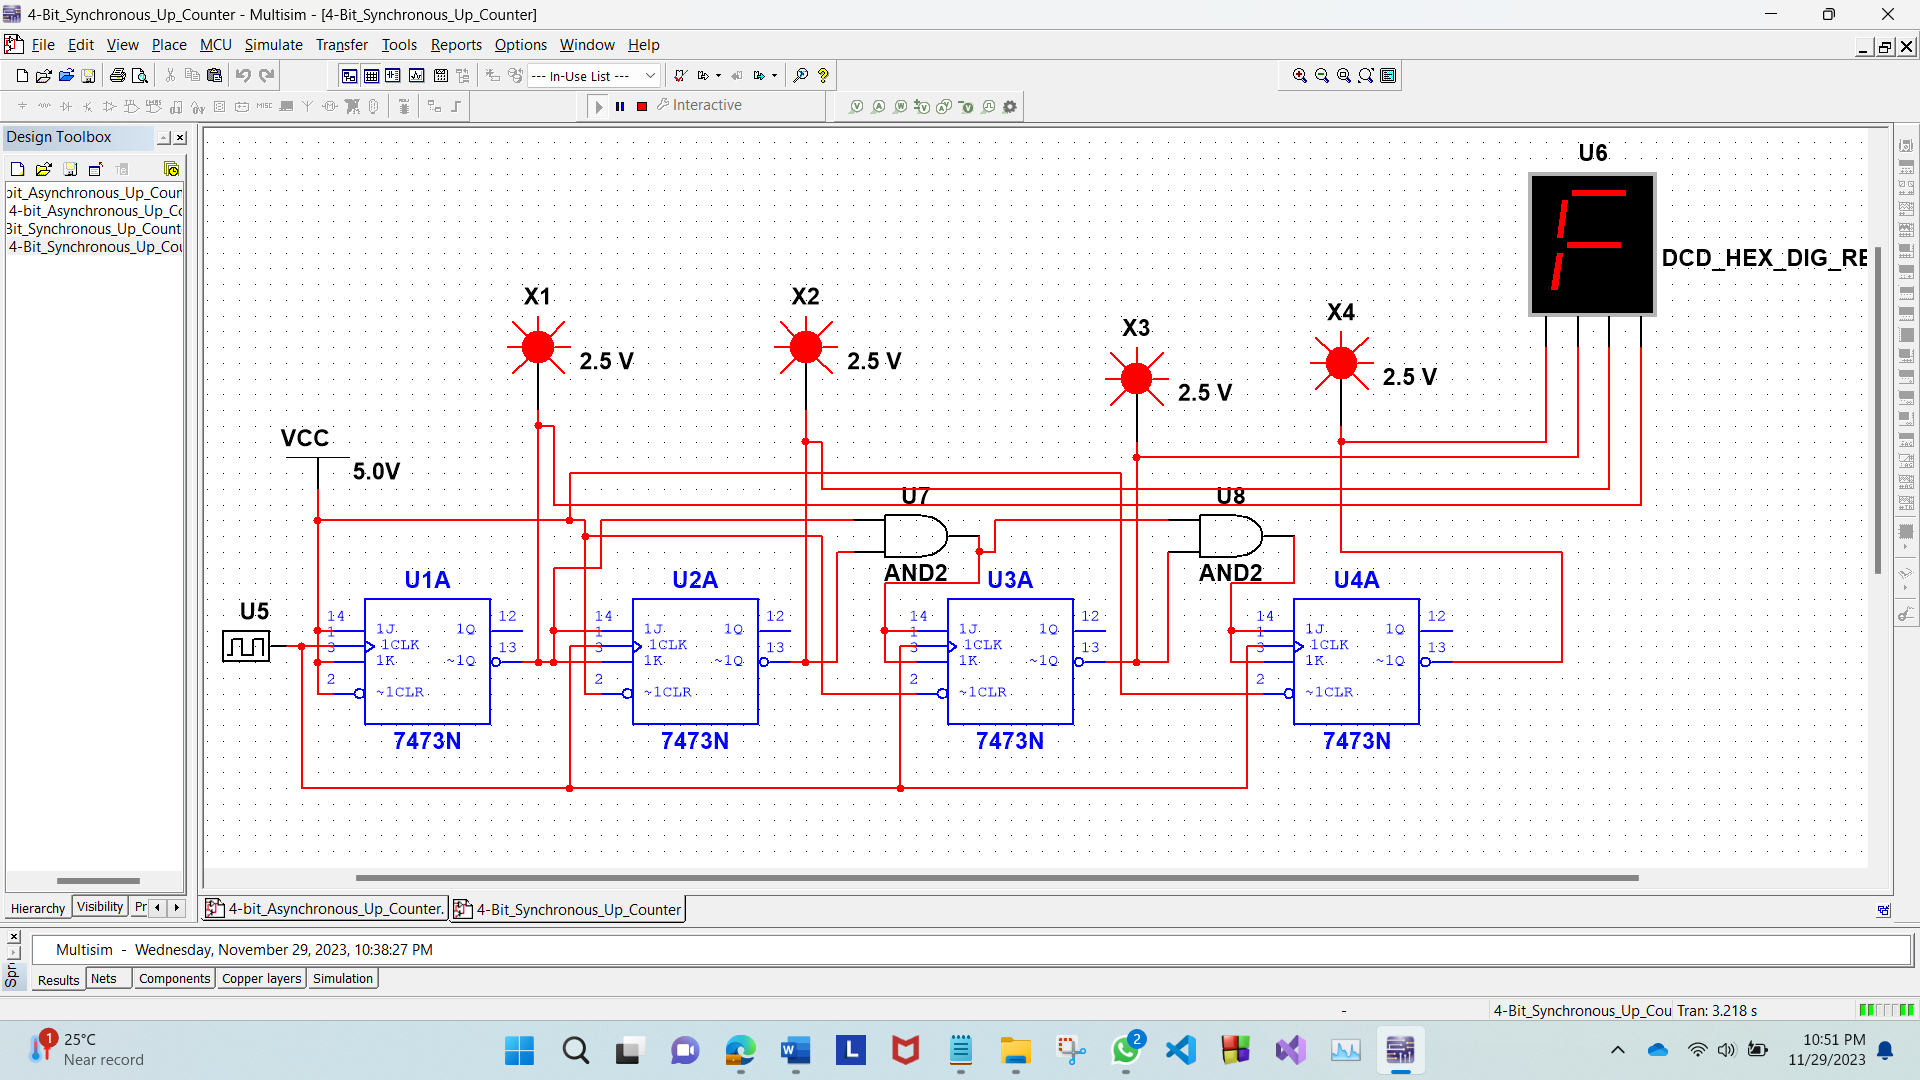 4-Bit_Synchronous_Up_Counter - Multisim - [4-Bit_Synchronous_Up_Counter]
File Edit View Place MCU Simulate Transfer Tools Reports Options Window Help
--- In-Use List ---
Interactive
Design Toolbox
bit_Asynchronous_Up_Coun
4-bit_Asynchronous_Up_Co
Bit_Synchronous_Up_Count
4-Bit_Synchronous_Up_Cou
Hierarchy Visibility Pr
U6
F
DCD_HEX_DIG_RE
X1
2.5 V
X2
2.5 V
X3
2.5 V
X4
2.5 V
VCC
5.0V
U7
AND2
U8
AND2
U5
U1A
14 1 3 2
1J 1Q 12
1CLK 13
1K ~1Q
~1CLR
7473N
U2A
14 1 3 2
1J 1Q 12
1CLK 13
1K ~1Q
~1CLR
7473N
U3A
14 1 3 2
1J 1Q 12
1CLK 13
1K ~1Q
~1CLR
7473N
U4A
14 1 3 2
1J 1Q 12
1CLK 13
1K ~1Q
~1CLR
7473N
4-bit_Asynchronous_Up_Counter. 4-Bit_Synchronous_Up_Counter
Multisim - Wednesday, November 29, 2023, 10:38:27 PM
Spr
Results Nets Components Copper layers Simulation
- 4-Bit_Synchronous_Up_Cou Tran: 3.218 s
1
25°C
Near record
W
L
2
10:51 PM
11/29/2023